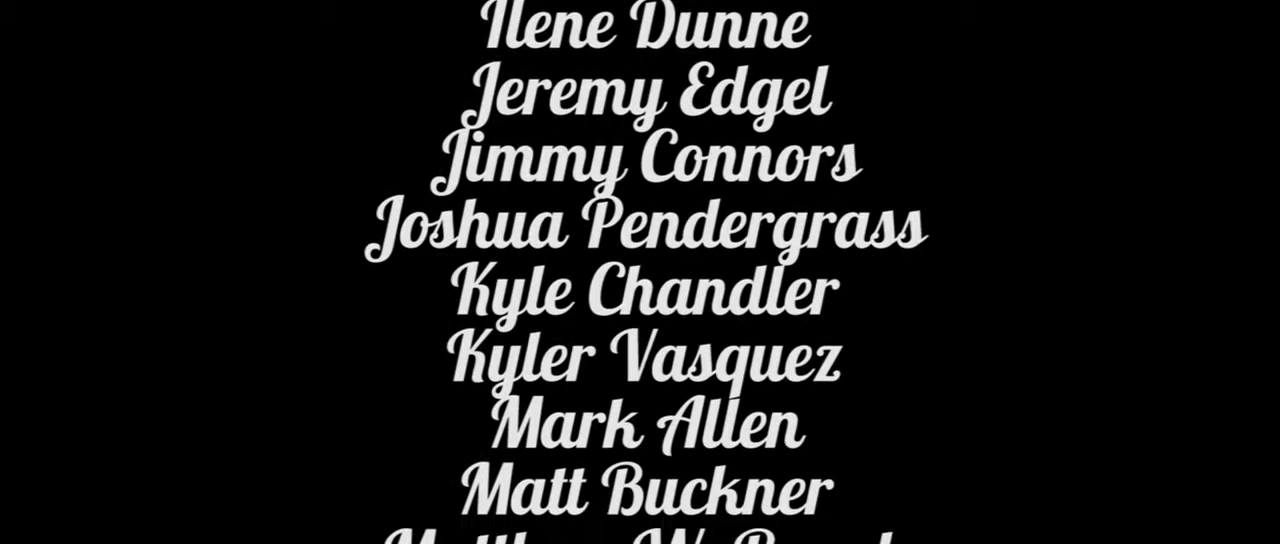 Ilene Dunne
Jeremy Edgel
Jimmy Connors
Joshua Pendergrass
Kyle Chandler
Kyler Vasquez
Mark Allen
Matt Buckner